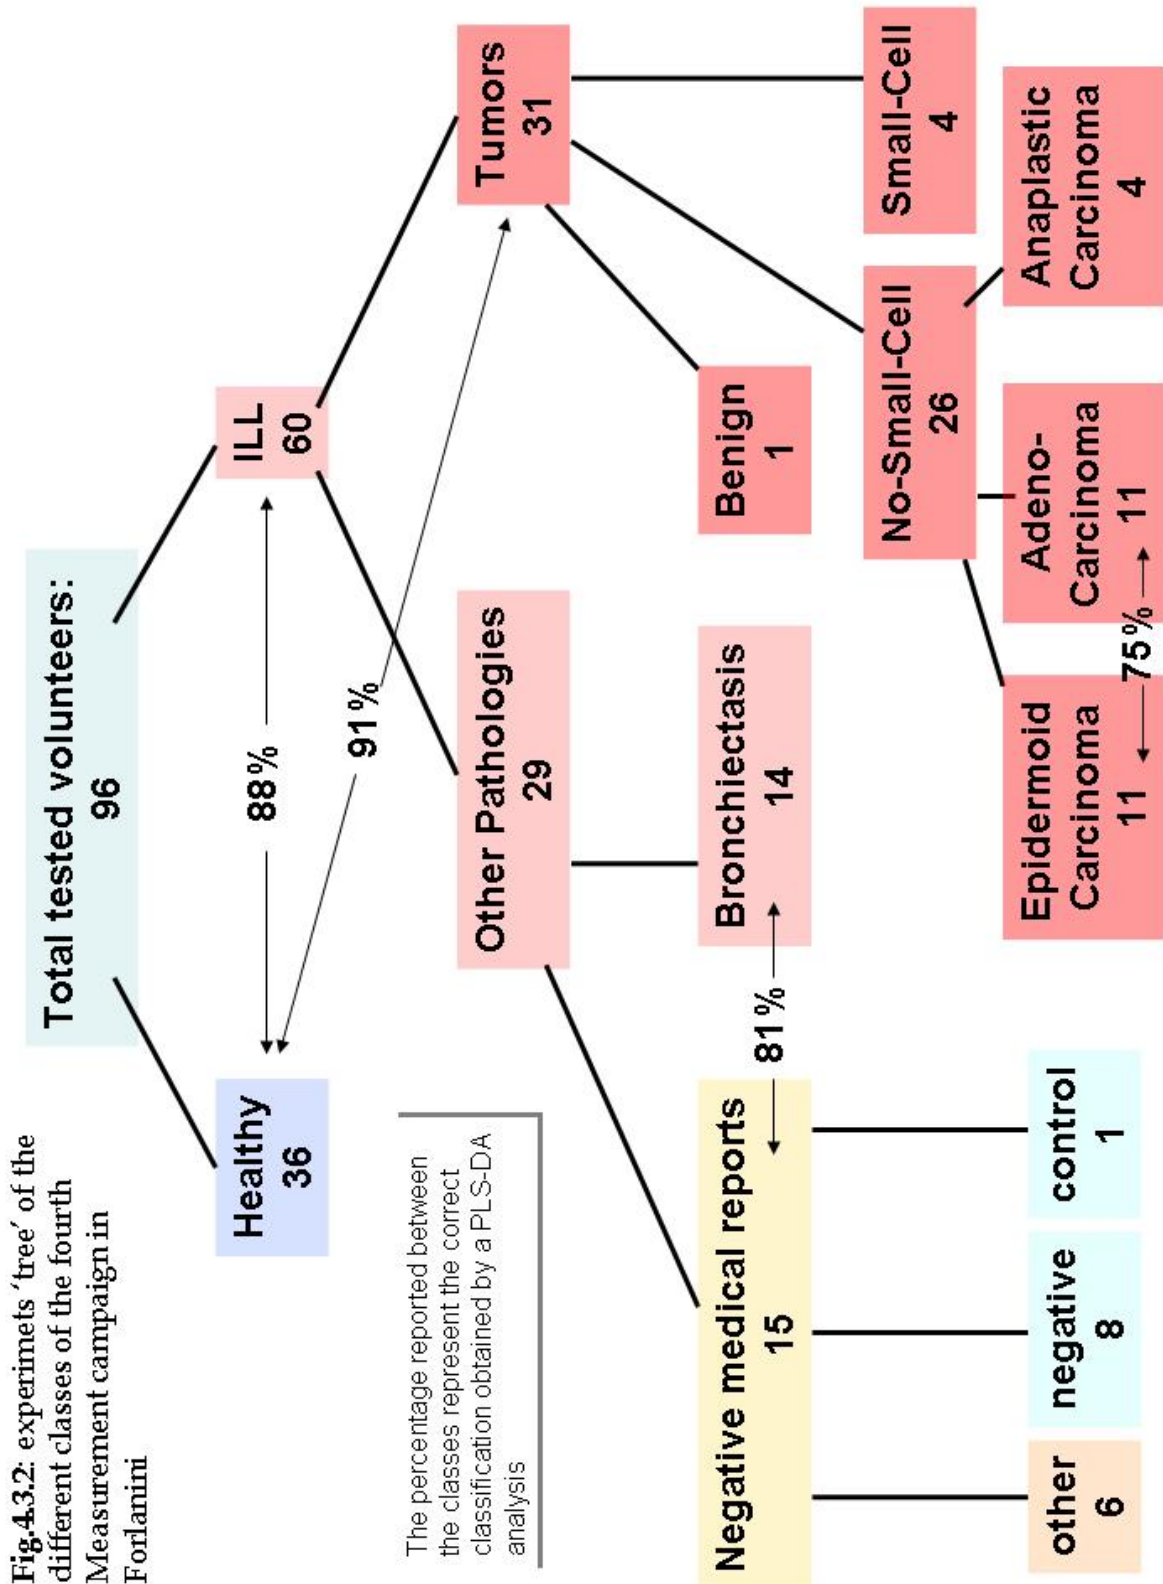 Fig.4.3.2: experimets ‘tree’ of the
different classes of the fourth
Measurement campaign in
Forlanini
Total tested volunteers:
96
Healthy
36
88%
ILL
60
91%
The percentage reported between
the classes represent the correct
classification obtained by a PLS-DA
analysis
Other Pathologies
29
Tumors
31
Negative medical reports
15
81%
Bronchiectasis
14
Benign
1
No-Small-Cell
26
Small-Cell
4
other
6
negative
8
control
1
Epidermoid
Carcinoma
11
75%
Adeno-
Carcinoma
11
Anaplastic
Carcinoma
4